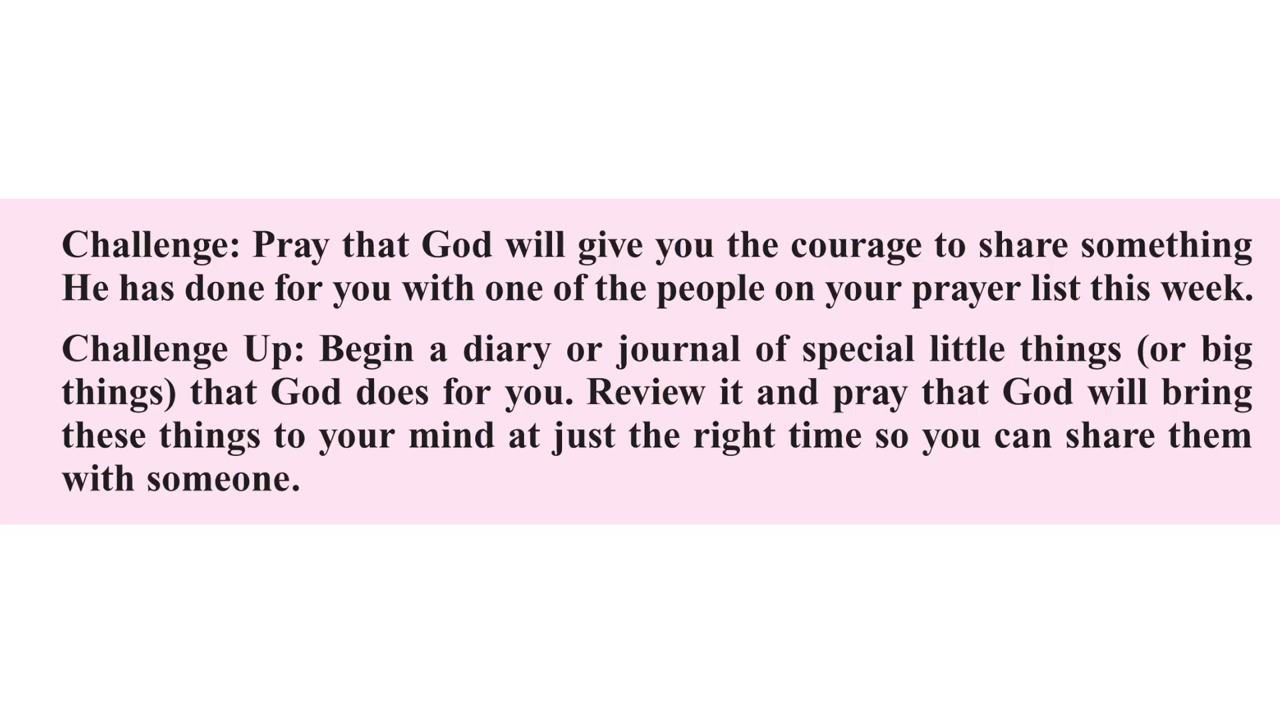 Challenge: Pray that God will give you the courage to share something
He has done for you with one of the people on your prayer list this week.
Challenge Up: Begin a diary or journal of special little things (or big
things) that God does for you. Review it and pray that God will bring
these things to your mind at just the right time so you can share them
with someone.